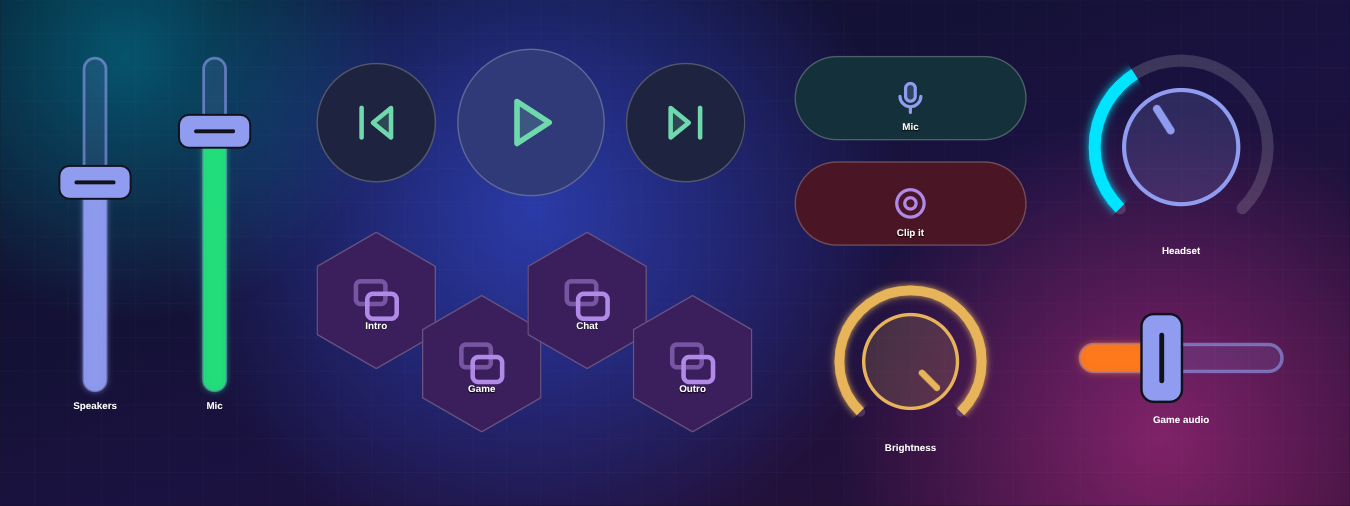 Speakers
Mic
Intro
Game
Chat
Outro
Mic
Clip it
Brightness
Headset
Game audio